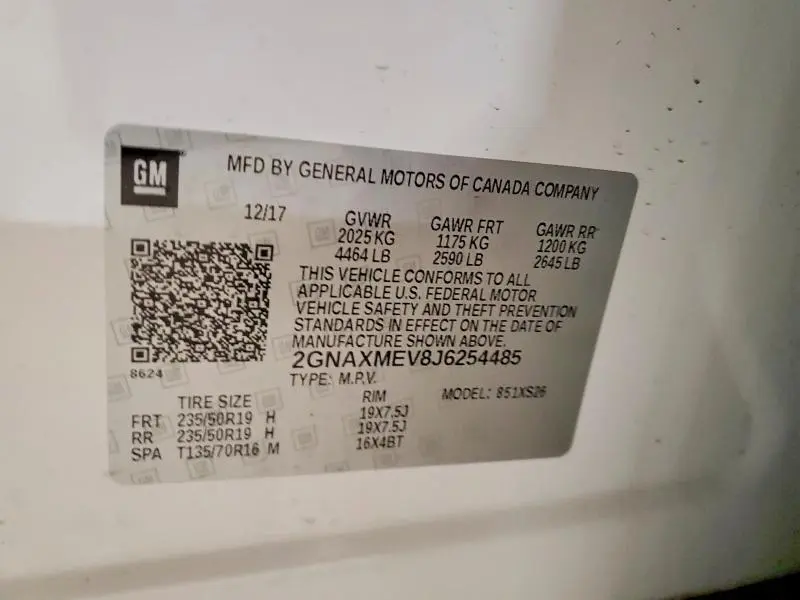 GM
MFD BY GENERAL MOTORS OF CANADA COMPANY
12/17
GVWR GAWR FRT GAWR RR
2025 KG 1175 KG 1200 KG
4464 LB 2590 LB 2645 LB
THIS VEHICLE CONFORMS TO ALL
APPLICABLE U.S. FEDERAL MOTOR
VEHICLE SAFETY AND THEFT PREVENTION
STANDARDS IN EFFECT ON THE DATE OF
MANUFACTURE SHOWN ABOVE.
2GNAXMEV8J6254485
8624
TYPE: M.P.V. MODEL: 851XS26
TIRE SIZE RIM
FRT 235/50R19 H 19X7.5J
RR 235/50R19 H 19X7.5J
SPA T135/70R16 M 16X4BT